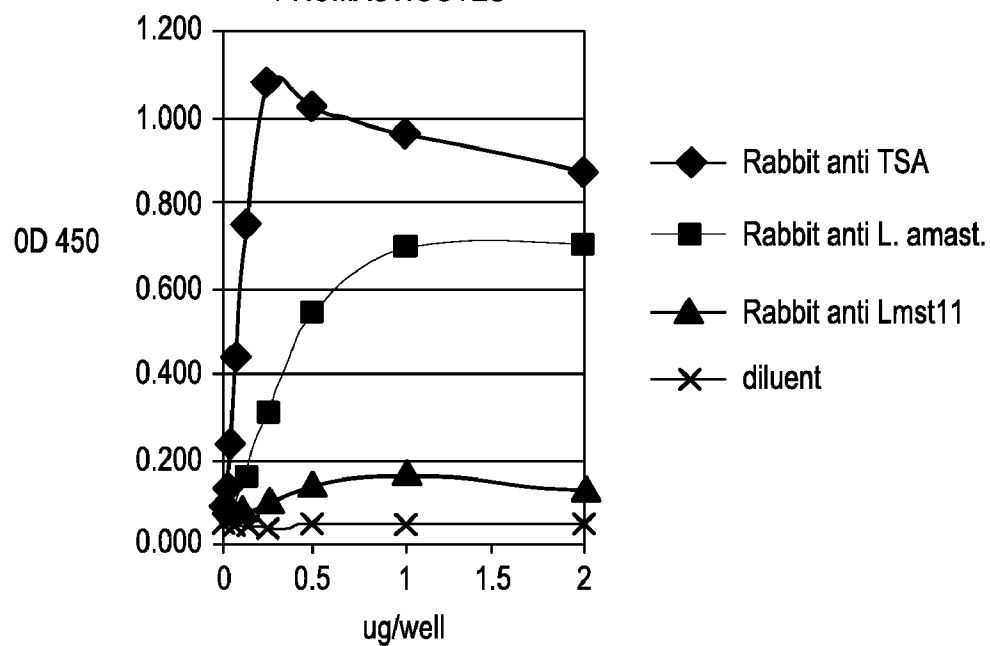 1.200
1.000
0.800
0.600
0.400
0.200
0.000
0D 450
0 0.5 1 1.5 2
ug/well
Rabbit anti TSA
Rabbit anti L. amast.
Rabbit anti Lmst11
diluent